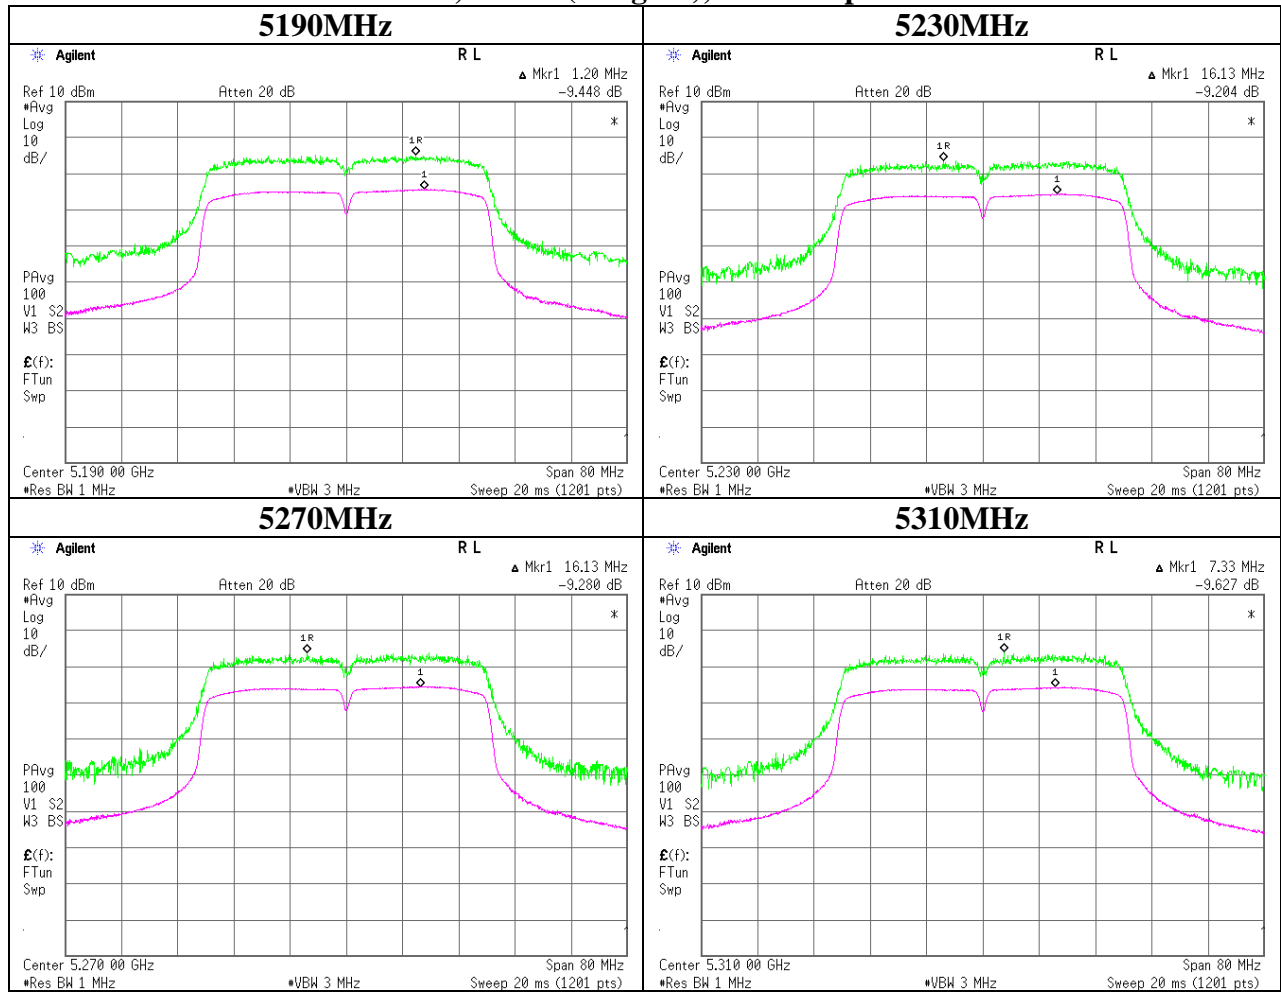 5190MHz
5230MHz
Agilent R L
Δ Mkr1 1.20 MHz
Ref 10 dBm Atten 20 dB -9.448 dB
#Avg
Log
10
dB/
*
1R
1
PAvg
100
V1 S2
W3 BS
£(f):
FTun
Swp
Center 5.190 00 GHz Span 80 MHz
#Res BW 1 MHz #VBW 3 MHz Sweep 20 ms (1201 pts)
Agilent R L
Δ Mkr1 16.13 MHz
Ref 10 dBm Atten 20 dB -9.204 dB
#Avg
Log
10
dB/
*
1R
1
PAvg
100
V1 S2
W3 BS
£(f):
FTun
Swp
Center 5.230 00 GHz Span 80 MHz
#Res BW 1 MHz #VBW 3 MHz Sweep 20 ms (1201 pts)
5270MHz
5310MHz
Agilent R L
Δ Mkr1 16.13 MHz
Ref 10 dBm Atten 20 dB -9.280 dB
#Avg
Log
10
dB/
*
1R
1
PAvg
100
V1 S2
W3 BS
£(f):
FTun
Swp
Center 5.270 00 GHz Span 80 MHz
#Res BW 1 MHz #VBW 3 MHz Sweep 20 ms (1201 pts)
Agilent R L
Δ Mkr1 7.33 MHz
Ref 10 dBm Atten 20 dB -9.627 dB
#Avg
Log
10
dB/
*
1R
1
PAvg
100
V1 S2
W3 BS
£(f):
FTun
Swp
Center 5.310 00 GHz Span 80 MHz
#Res BW 1 MHz #VBW 3 MHz Sweep 20 ms (1201 pts)